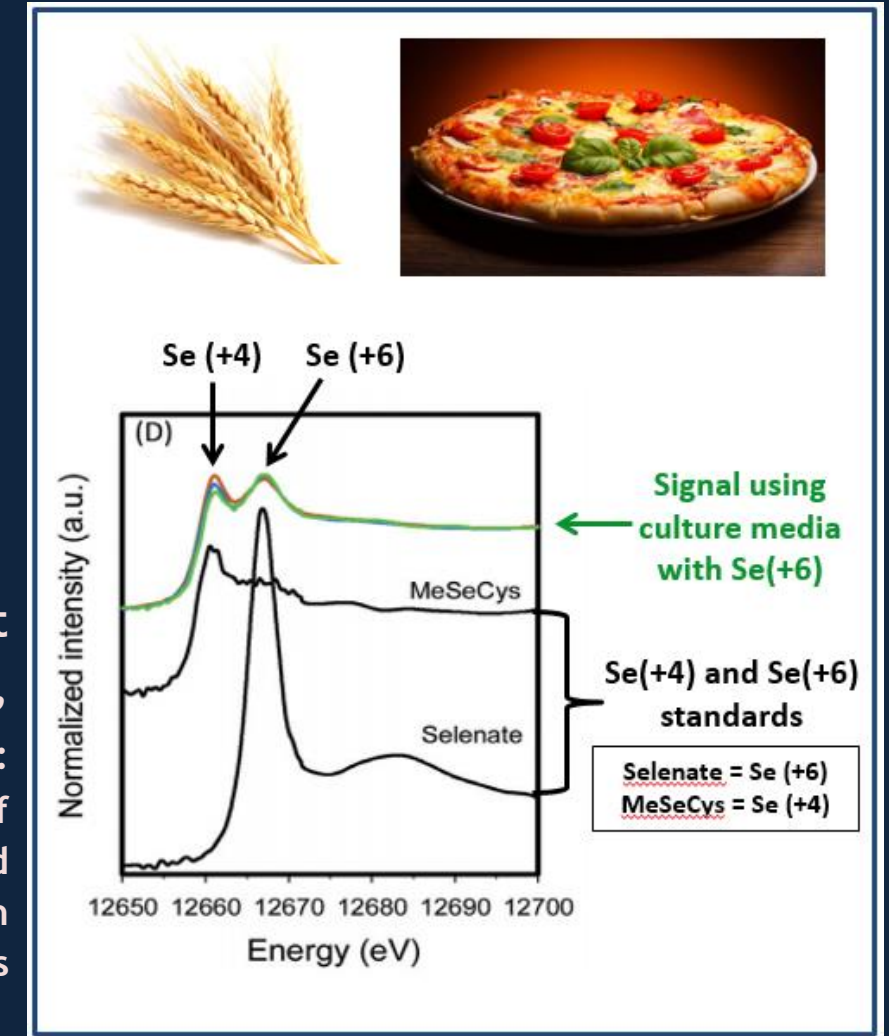 Se (+4) Se (+6)
(D)
Signal using
culture media
with Se(+6)
MeSeCys
Se(+4) and Se(+6)
standards
Selenate
Selenate = Se (+6)
MeSeCys = Se (+4)
Normalized intensity (a.u.)
12650 12660 12670 12680 12690 12700
Energy (eV)
t
,
:
f
d
n
s